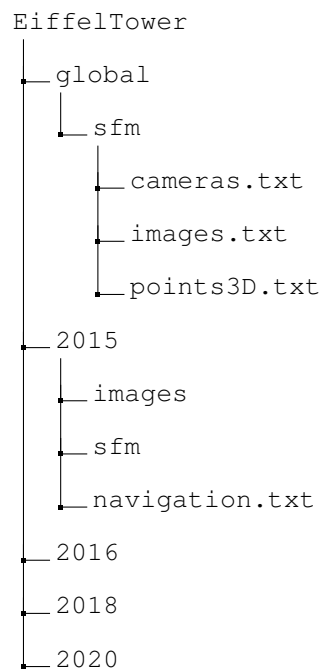 EiffelTower
global
sfm
cameras.txt
images.txt
points3D.txt
2015
images
sfm
navigation.txt
2016
2018
2020